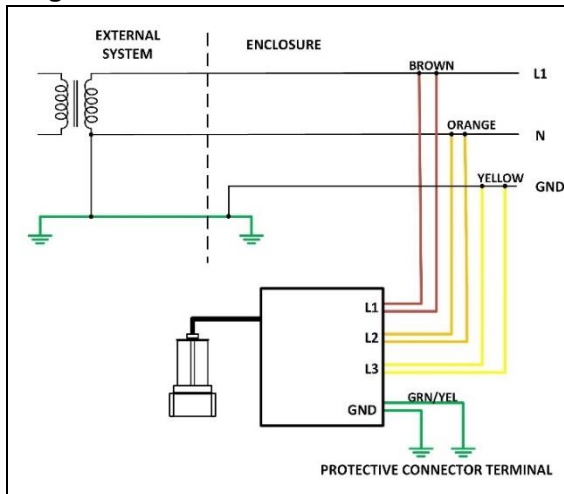 EXTERNAL
SYSTEM
ENCLOSURE
BROWN
L1
ORANGE
N
YELLOW
GND
L1
L2
L3
GRN/YEL
GND
PROTECTIVE CONNECTOR TERMINAL